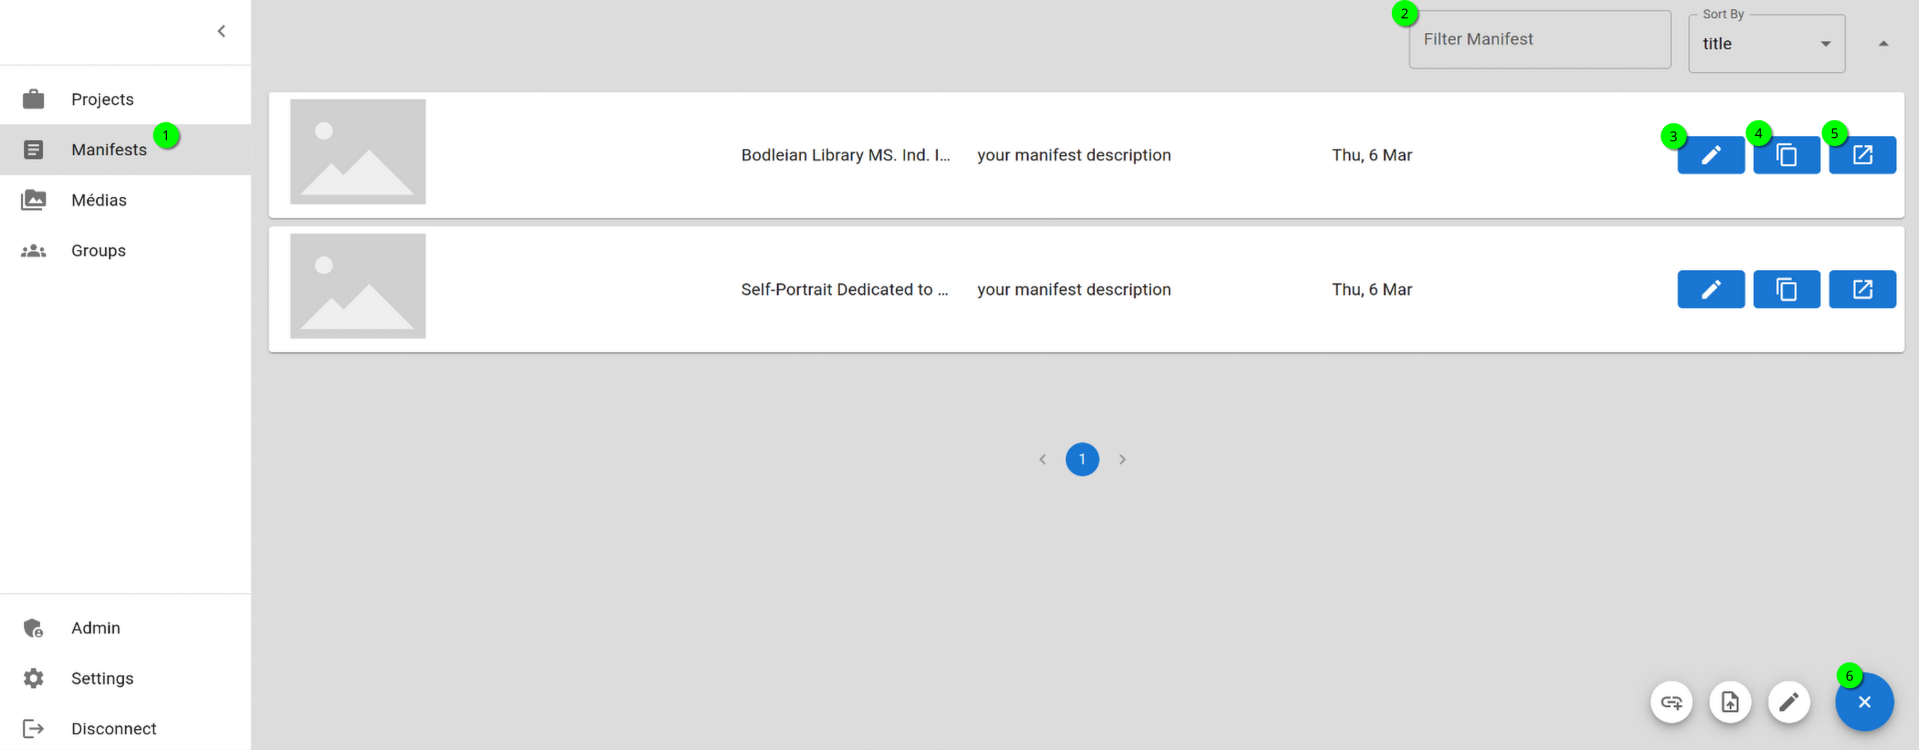 2
Filter Manifest
Sort By
title
Projects
Manifests
1
Médias
Groups
Bodleian Library MS. Ind. I... your manifest description Thu, 6 Mar
3 4 5
Self-Portrait Dedicated to ... your manifest description Thu, 6 Mar
1
Admin
Settings
Disconnect
6